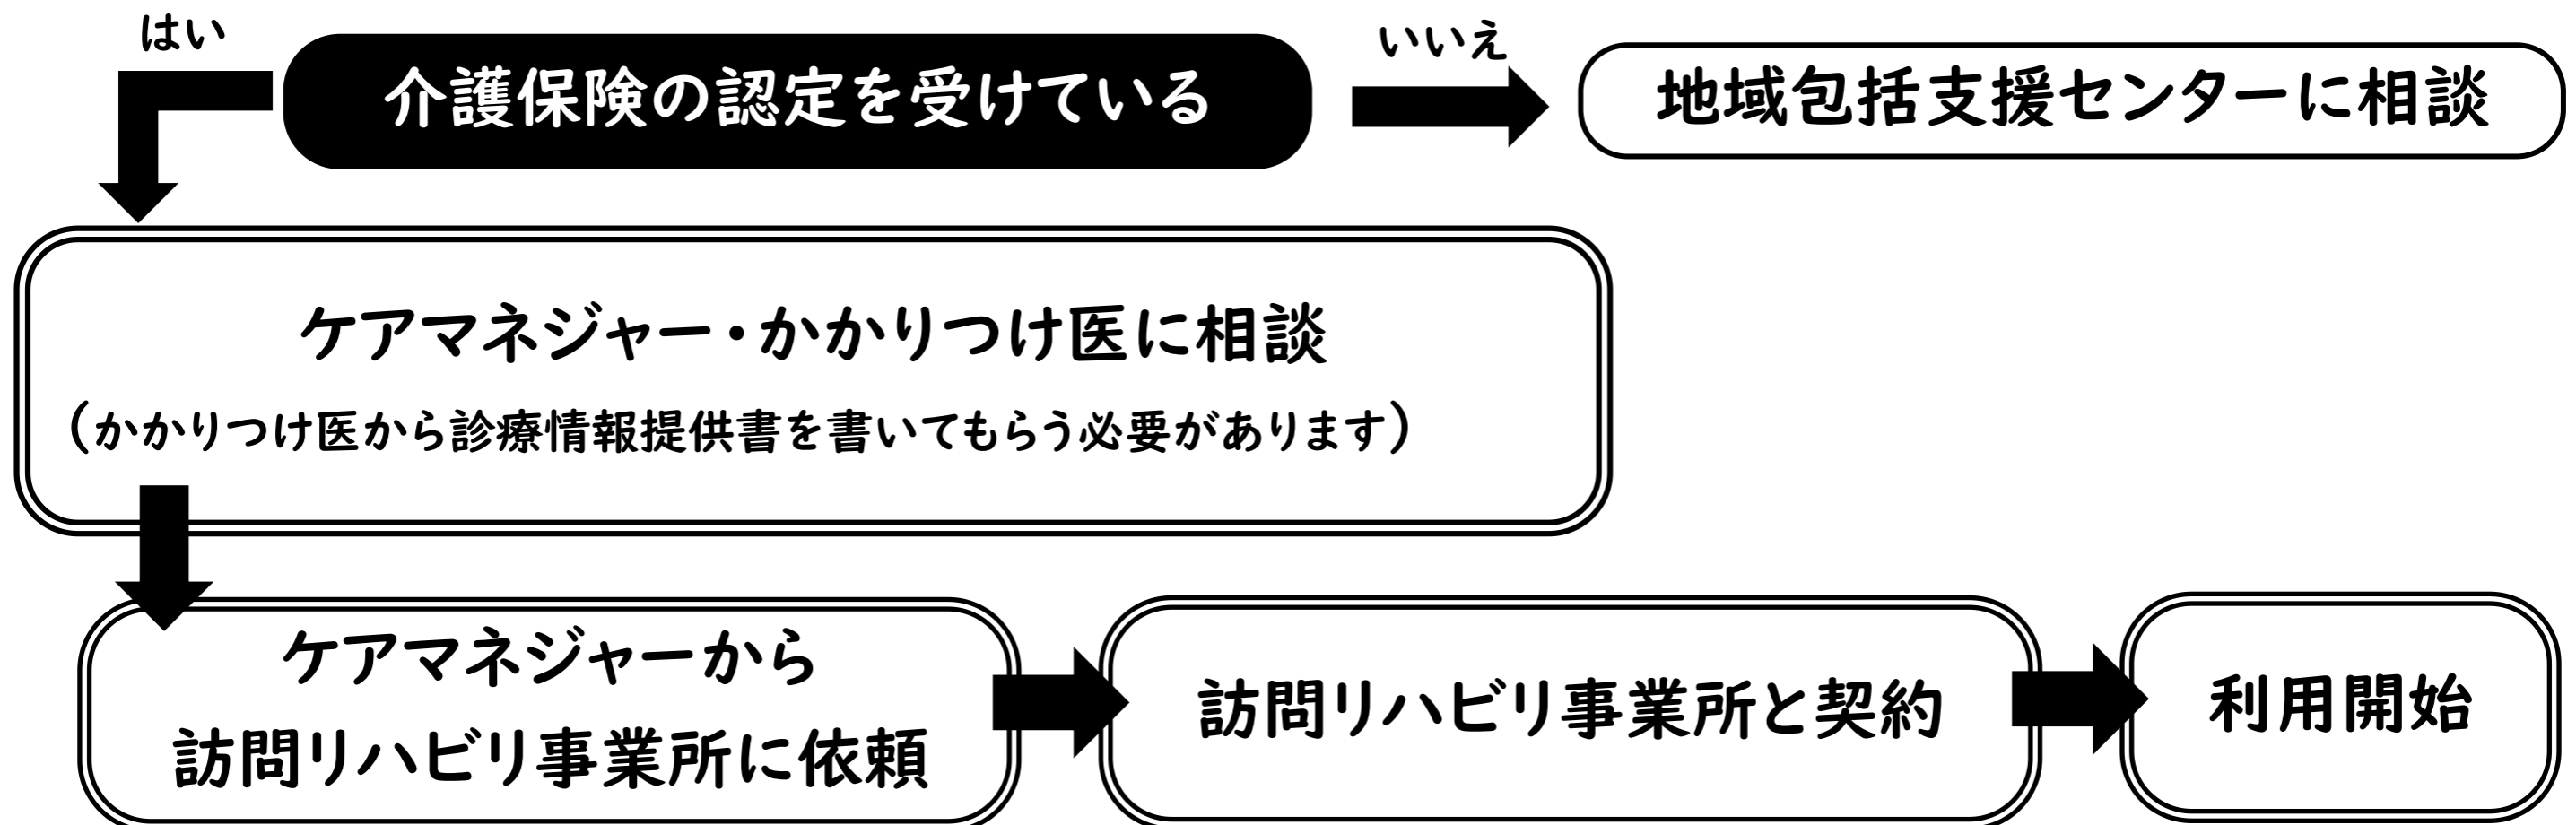 はい
介護保険の認定を受けている
いいえ
地域包括支援センターに相談
ケアマネジャー・かかりつけ医に相談
（かかりつけ医から診療情報提供書を書いてもらう必要があります）
ケアマネジャーから
訪問リハビリ事業所に依頼
訪問リハビリ事業所と契約
利用開始